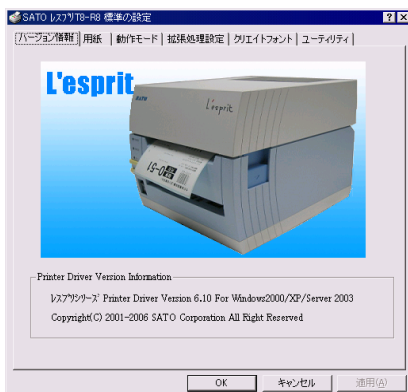 SATO ﾚｽﾌﾟﾘT8-R8 標準の設定
バージョン情報 用紙 動作モード 拡張処理設定 クリエイトフォント ユーティリティ
L'esprit
SATO
L'esprit
Printer Driver Version Information
ﾚｽﾌﾟﾘｼﾘｰｽﾞ Printer Driver Version 6.10 For Windows2000/XP/Server 2003
Copyright(C) 2001-2006 SATO Corporation All Right Reserved
OK キャンセル 適用(A)